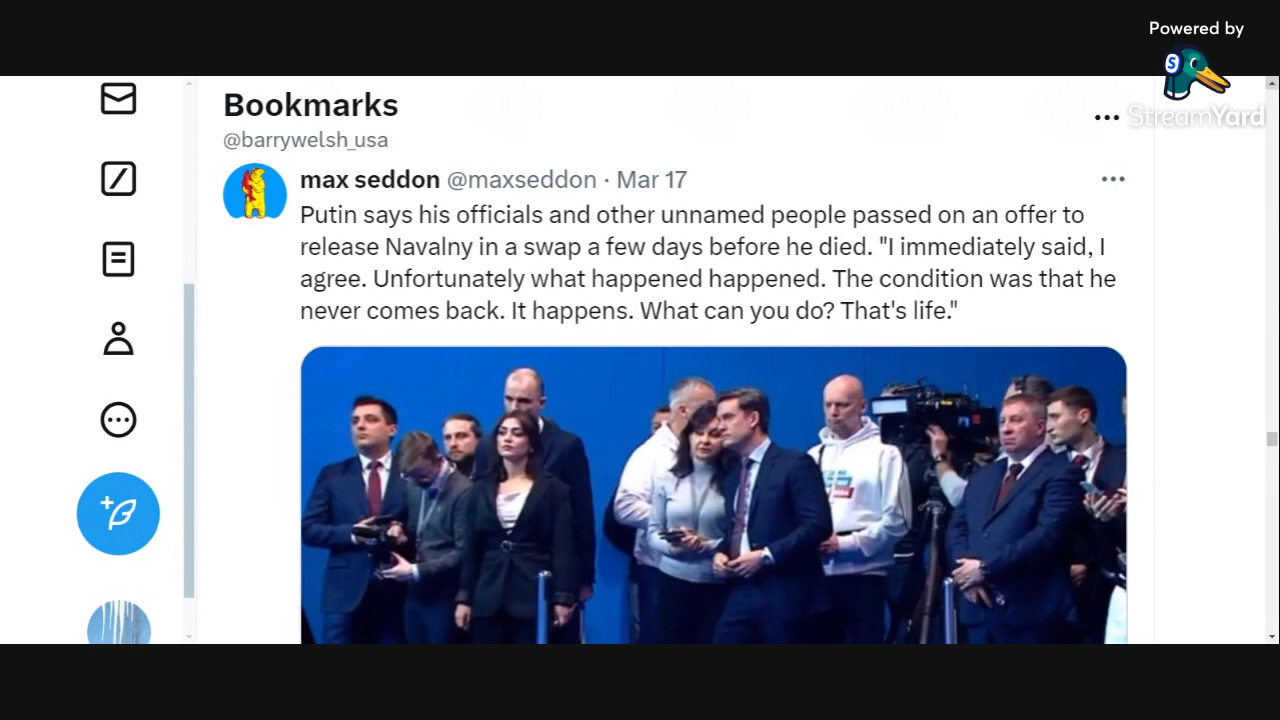 Powered by
StreamYard
Bookmarks
@barrywelsh_usa
max seddon @maxseddon · Mar 17
Putin says his officials and other unnamed people passed on an offer to
release Navalny in a swap a few days before he died. "I immediately said, I
agree. Unfortunately what happened happened. The condition was that he
never comes back. It happens. What can you do? That's life."